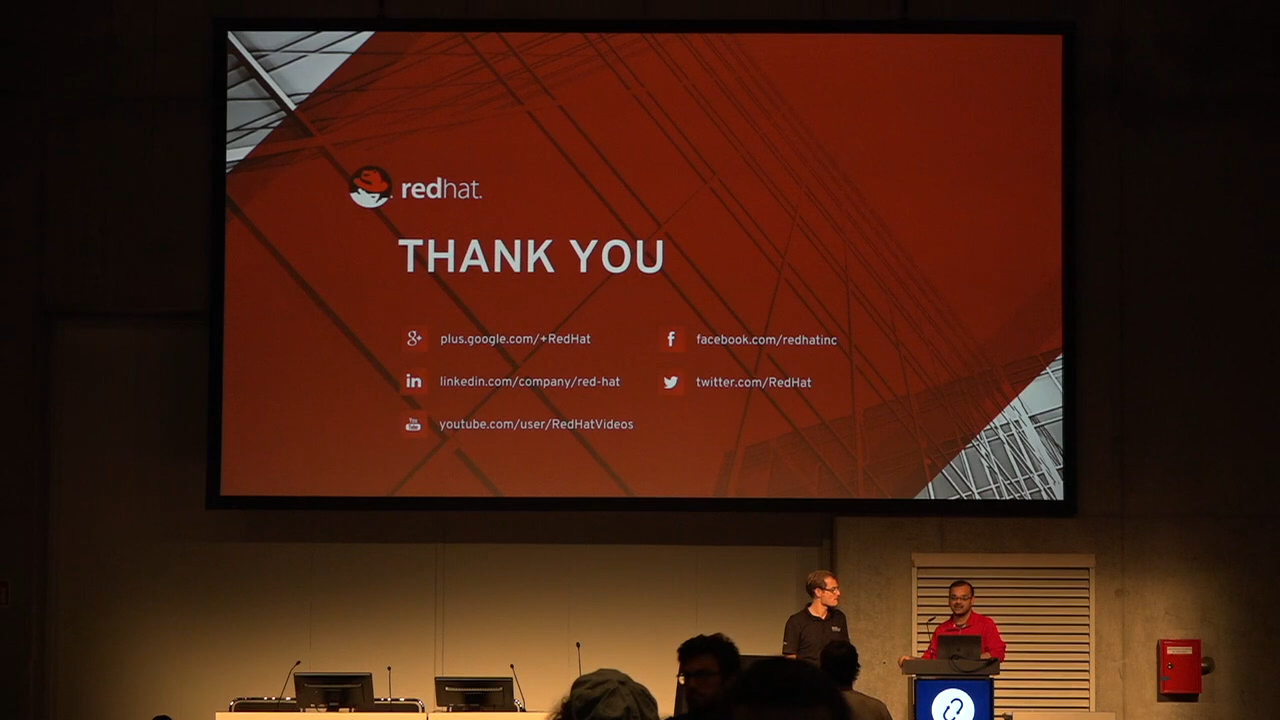 redhat.
THANK YOU
plus.google.com/+RedHat
facebook.com/redhatinc
linkedin.com/company/red-hat
twitter.com/RedHat
youtube.com/user/RedHatVideos